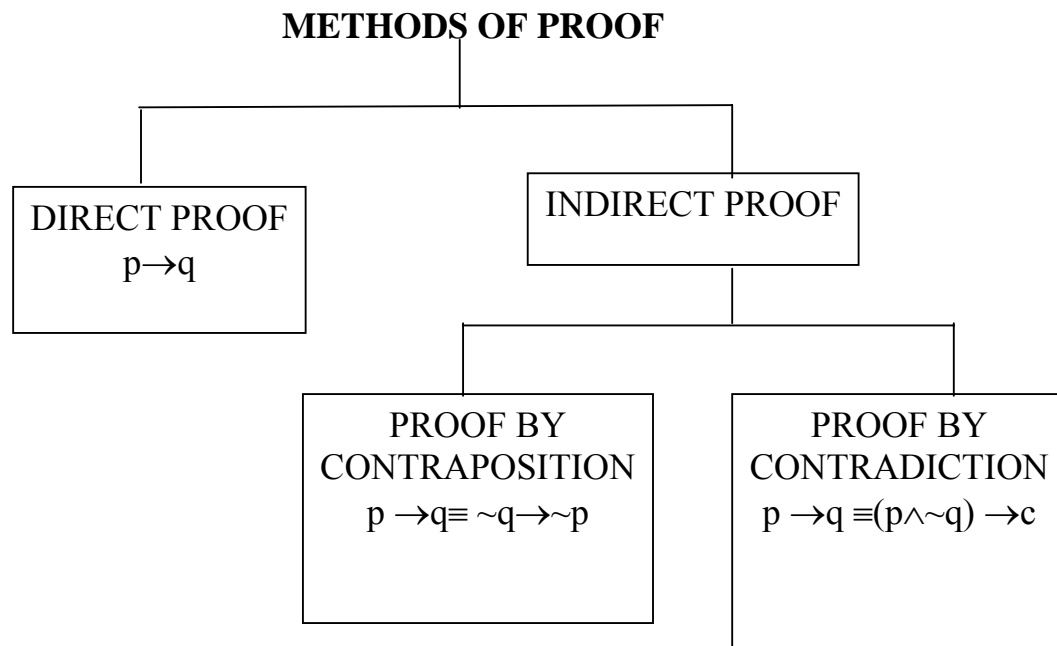 METHODS OF PROOF
DIRECT PROOF
p→q
INDIRECT PROOF
PROOF BY
CONTRAPOSITION
p →q≡ ~q→~p
PROOF BY
CONTRADICTION
p →q ≡(p∧~q) →c